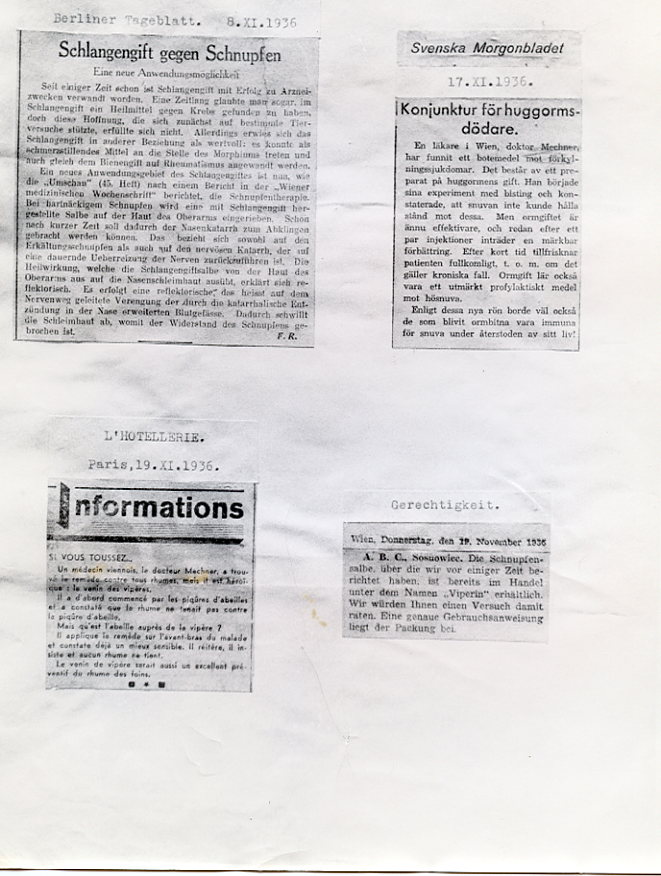 Berliner Tageblatt. 8.XI.1936
Schlangengift gegen Schnupfen
Eine neue Anwendungsmöglichkeit
Seit einiger Zeit schon ist Schlangengift mit Erfolg zu Arznei-
zwecken verwandt worden. Eine Zeitlang glaubte man sogar, im
Schlangengift ein Heilmittel gegen Krebs gefunden zu haben,
doch diese Hoffnung, die sich zunächst auf bestimmte Tier-
versuche stützte, erfüllte sich nicht. Allerdings erwies sich das
Schlangengift in anderer Beziehung als wertvoll: es konnte als
schmerzstillendes Mittel an die Stelle des Morphiums treten und
auch gleich dem Bienengift auf Rheumatismus angewandt werden.
Ein neues Anwendungsgebiet des Schlangengiftes ist nun, wie
die „Umschau“ (45. Heft) nach einem Bericht in der „Wiener
medizinischen Wochenschrift“ berichtet, die Schnupfentherapie.
Bei hartnäckigem Schnupfen wird eine mit Schlangengift her-
gestellte Salbe auf der Haut des Oberarms eingerieben. Schon
nach kurzer Zeit soll dadurch der Nasenkatarrh zum Abklingen
gebracht werden können. Das bezieht sich sowohl auf den
Erkältungsschnupfen als auch auf den nervösen Katarrh, der auf
eine dauernde Ueberreizung der Nerven zurückzuführen ist. Die
Heilwirkung, welche die Schlangengiftsalbe von der Haut des
Oberarms aus auf die Nasenschleimhaut ausübt, erklärt sich re-
flektorisch. Es erfolgt eine reflektorische, das heisst auf dem
Nervenweg geleitete Verengung der durch die katarrhalische Ent-
zündung in der Nase erweiterten Blutgefässe. Dadurch schwillt
die Schleimhaut ab, womit der Widerstand des Schnupfens ge-
brochen ist.
F. R.
Svenska Morgonbladet
17.XI.1936.
Konjunktur för huggorms-
dödare.
En läkare i Wien, doktor Mechner,
har funnit ett botemedel mot förkyl-
ningssjukdomar. Det består av ett pre-
parat på huggormens gift. Han började
sina experiment med bisting och kon-
staterade, att snuvan inte kunde hålla
stånd mot dessa. Men ormgiftet är
ännu effektivare, och redan efter ett
par injektioner inträder en märkbar
förbättring. Efter kort tid tillfrisknar
patienten fullkomligt, t. o. m. om det
gäller kroniska fall. Ormgift lär också
vara ett utmärkt profylaktiskt medel
mot hösnuva.
Enligt dessa nya rön borde väl också
de som blivit ormbitna vara immuna
för snuva under återstoden av sitt liv!
L'HOTELLERIE.
Paris,19.XI.1936.
Informations
SI VOUS TOUSSEZ...
Un médecin viennois, le docteur Mechner, a trou-
vé le remède contre tous rhumes, mais il est héroï-
que : le venin des vipères.
Il a d'abord commencé par les piqûres d'abeilles
et a constaté que le rhume ne tenait pas contre
la piqûre d'abeille.
Mais qu'est l'abeille auprès de la vipère ?
Il applique le remède sur l'avant-bras du malade
et constate déjà un mieux sensible. Il réitère, il in-
siste et aucun rhume ne tient.
Le venin de vipère serait aussi un excellent pré-
ventif du rhume des foins.
Gerechtigkeit.
Wien, Donnerstag, den 19. November 1936
A. B. C., Sosnowiec. Die Schnupfen-
salbe, über die wir vor einiger Zeit be-
richtet haben, ist bereits im Handel
unter dem Namen „Viperin“ erhältlich.
Wir würden Ihnen einen Versuch damit
raten. Eine genaue Gebrauchsanweisung
liegt der Packung bei.